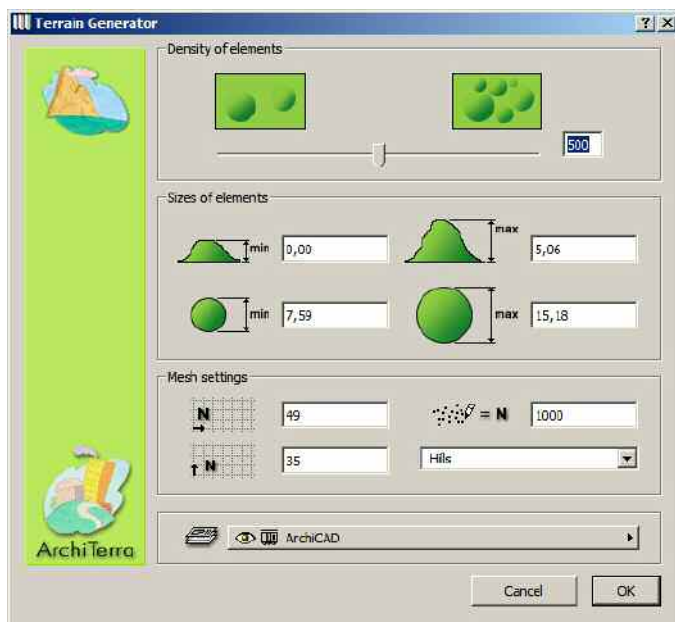 Terrain Generator
Density of elements
500
Sizes of elements
min 0,00
max 5,06
min 7,59
max 15,18
Mesh settings
N 49
= N 1000
N 35
Hills
ArchiCAD
ArchiTerra
Cancel OK